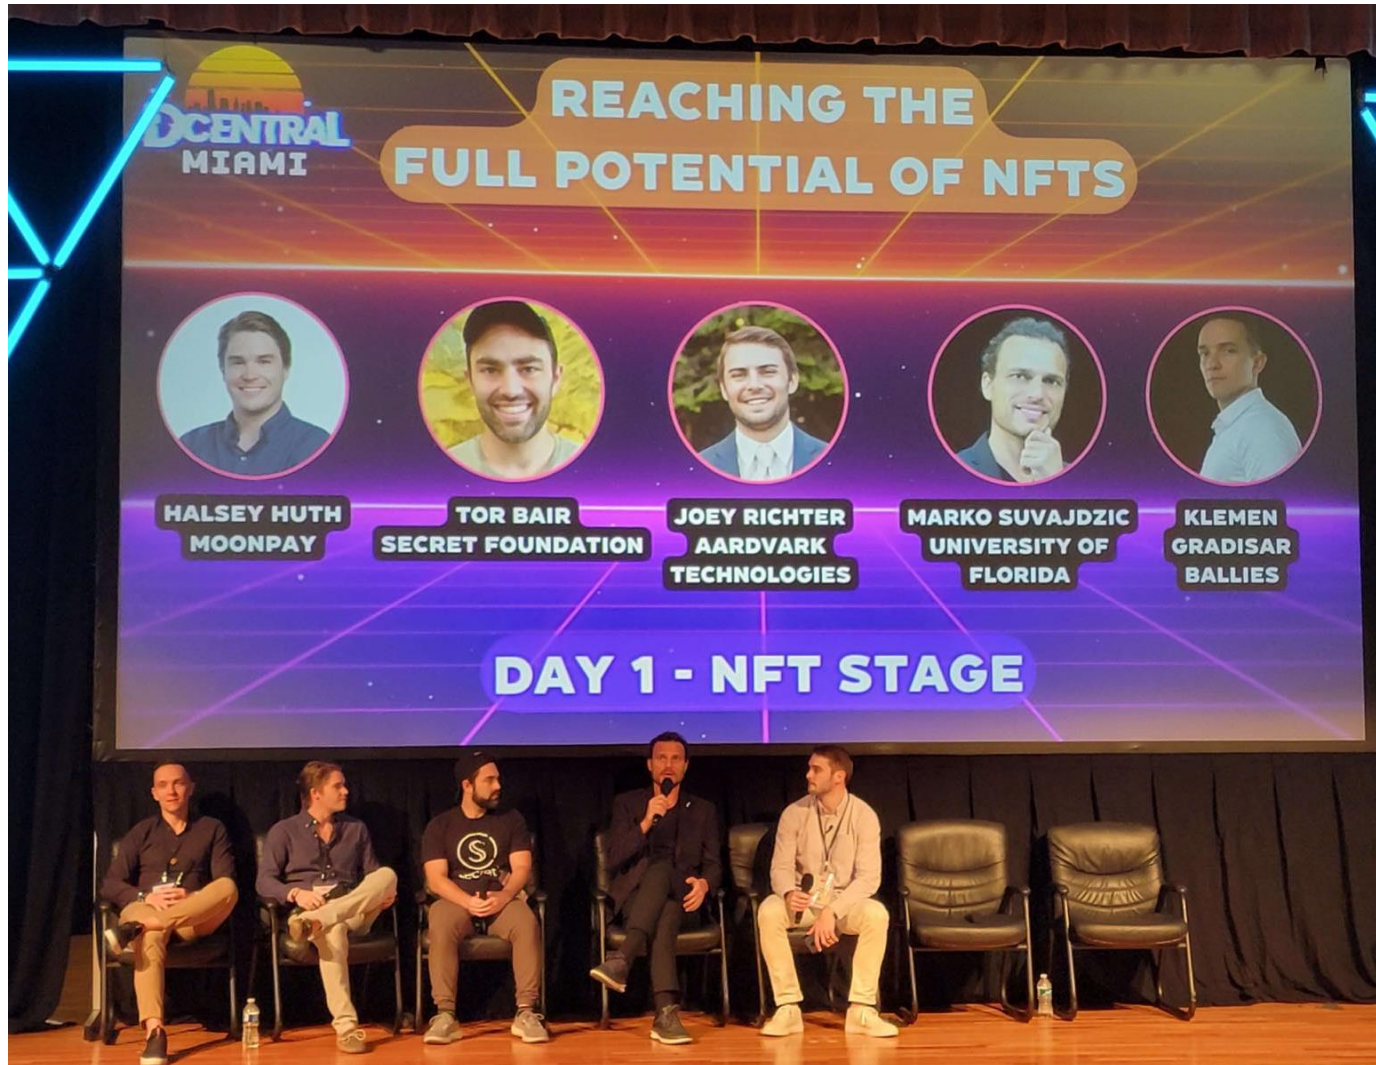 DCENTRAL
MIAMI
REACHING THE
FULL POTENTIAL OF NFTS
HALSEY HUTH
MOONPAY
TOR BAIR
SECRET FOUNDATION
JOEY RICHTER
AARDVARK
TECHNOLOGIES
MARKO SUVAJDZIC
UNIVERSITY OF
FLORIDA
KLEMEN
GRADISAR
BALLIES
DAY 1 - NFT STAGE
S
secret